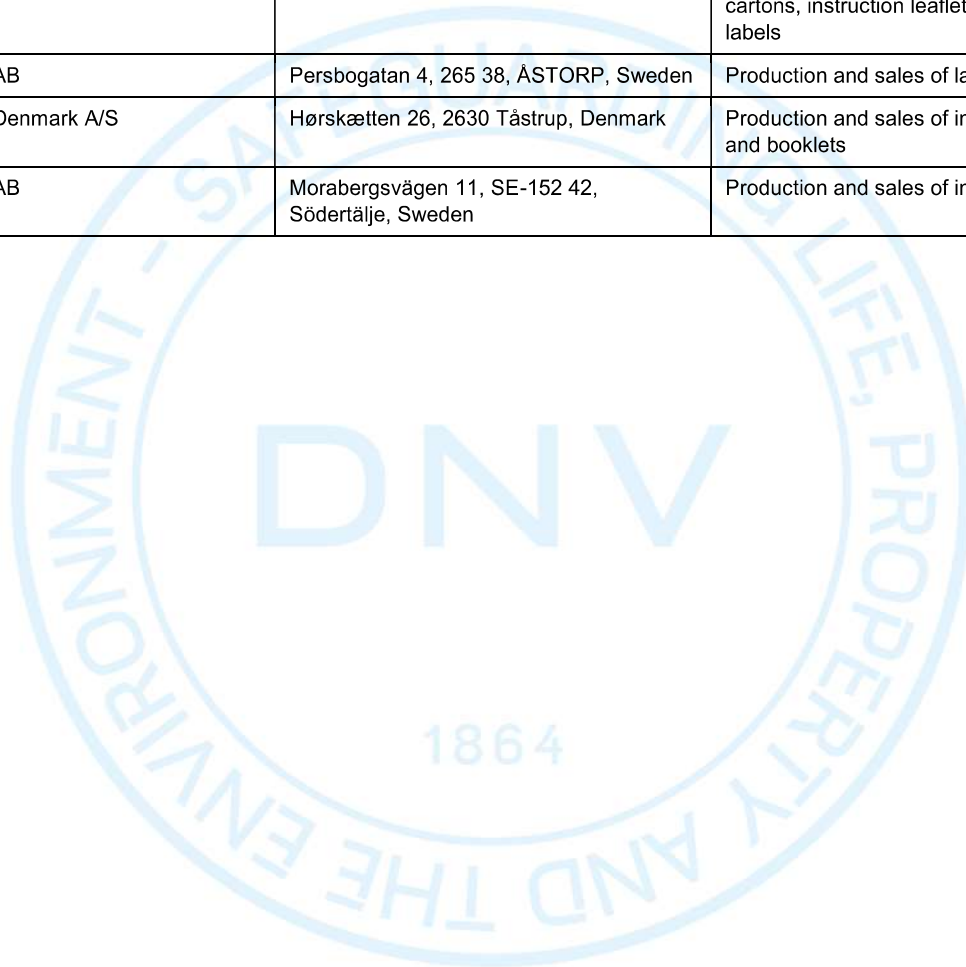 cartons, instruction leaflet
labels
AB
Persbogatan 4, 265 38, ÅSTORP, Sweden
Production and sales of la
Denmark A/S
Hørskætten 26, 2630 Tåstrup, Denmark
Production and sales of in
and booklets
AB
Morabergsvägen 11, SE-152 42,
Södertälje, Sweden
Production and sales of in
SAFEGUARDING LIFE, PROPERTY AND THE ENVIRONMENT -
DNV
1864